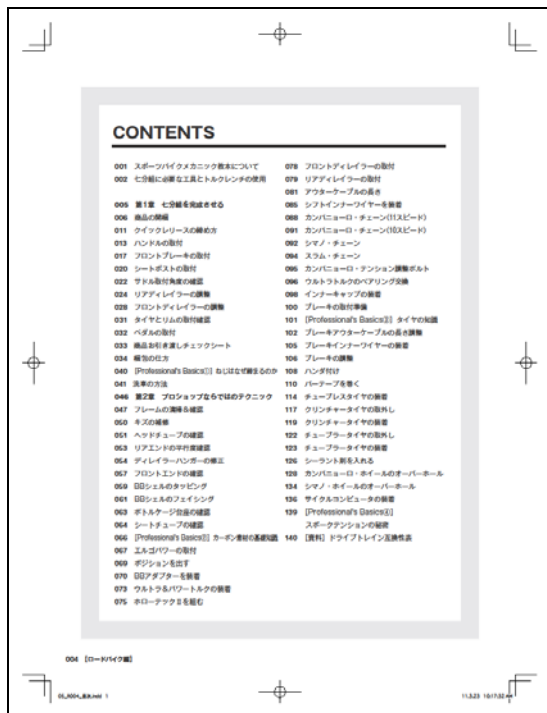 CONTENTS
001 スポーツバイクメカニック教本について
002 七分組に必要な工具とトルクレンチの使用
005 第1章 七分組を完成させる
006 商品の開梱
011 クイックレリースの締め方
013 ハンドルの取付
017 フロントブレーキの取付
020 シートポストの取付
022 サドル取付角度の確認
024 リアディレイラーの調整
028 フロントディレイラーの調整
031 タイヤとリムの取付確認
032 ペダルの取付
033 商品お引き渡しチェックシート
034 梱包の仕方
040 [Professional's Basics①] ねじはなぜ締まるのか
041 洗車の方法
046 第2章 プロショップならではのテクニック
047 フレームの清掃&確認
050 キズの補修
051 ヘッドチューブの確認
053 リアエンドの平行度確認
054 ディレイラーハンガーの修正
057 フロントエンドの確認
059 BBシェルのタッピング
061 BBシェルのフェイシング
063 ボトルケージ台座の確認
064 シートチューブの確認
066 [Professional's Basics②] カーボン素材の基礎知識
067 エルゴパワーの取付
069 ポジションを出す
070 BBアダプターを装着
073 ウルトラ&パワートルクの装着
075 ホローテックⅡを組む
078 フロントディレイラーの取付
079 リアディレイラーの取付
081 アウターケーブルの長さ
085 シフトインナーワイヤーを装着
088 カンパニョーロ・チェーン(11スピード)
091 カンパニョーロ・チェーン(10スピード)
092 シマノ・チェーン
094 スラム・チェーン
095 カンパニョーロ・テンション調整ボルト
096 ウルトラトルクのベアリング交換
098 インナーキャップの装着
100 ブレーキの取付準備
101 [Professional's Basics③] タイヤの知識
102 ブレーキアウターケーブルの長さ調整
105 ブレーキインナーワイヤーの装着
106 ブレーキの調整
108 ハンダ付け
110 バーテープを巻く
114 チューブレスタイヤの装着
117 クリンチャータイヤの取外し
119 クリンチャータイヤの装着
122 チューブラータイヤの取外し
123 チューブラータイヤの装着
126 シーラント剤を入れる
128 カンパニョーロ・ホイールのオーバーホール
134 シマノ・ホイールのオーバーホール
136 サイクルコンピュータの装着
139 [Professional's Basics④]
スポークテンションの秘密
140 [資料] ドライブトレイン互換性表
004 [ロードバイク編]
11.3.23 10:17:32 AM